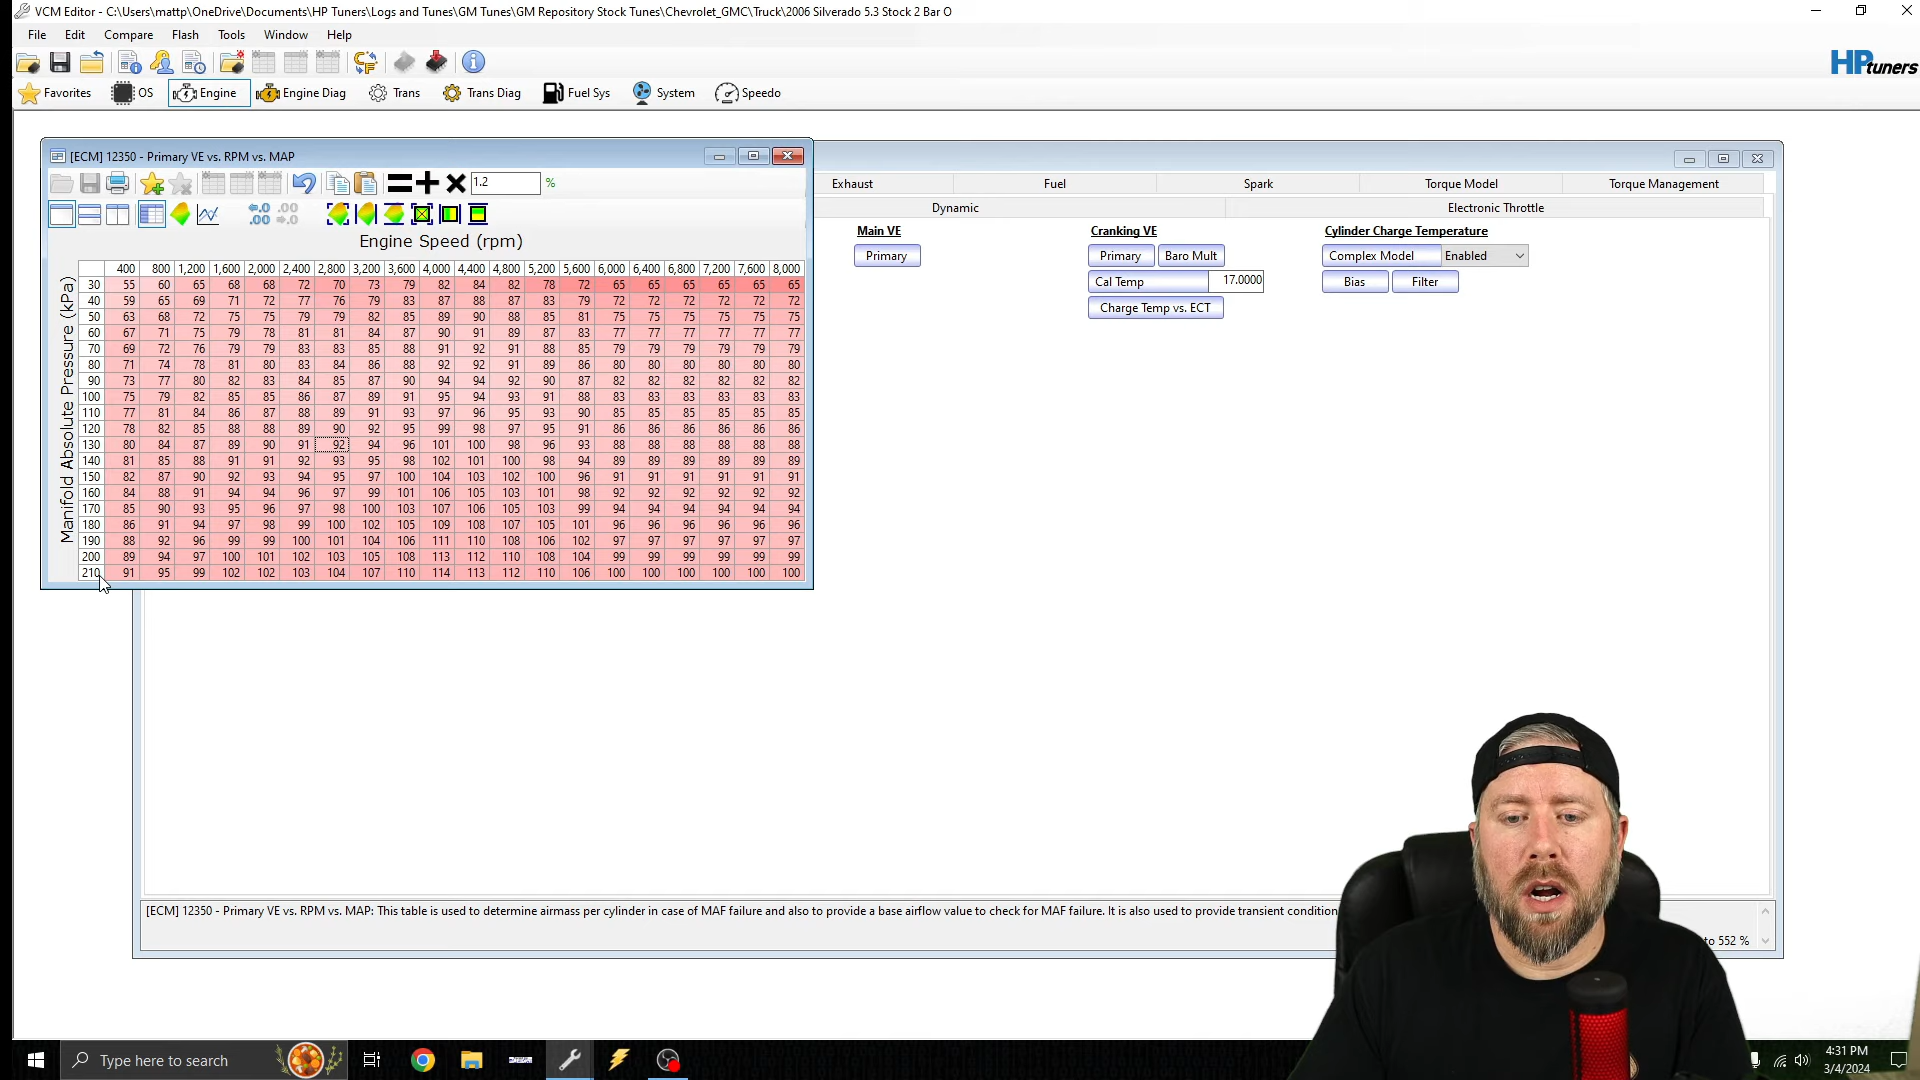 VCM Editor - C:\Users\mattp\OneDrive\Documents\HP Tuners\Logs and Tunes\GM Tunes\GM Repository Stock Tunes\Chevrolet_GMC\Truck\2006 Silverado 5.3 Stock 2 Bar O
File Edit Compare Flash Tools Window Help
HP tuners
Favorites OS Engine Engine Diag Trans Trans Diag Fuel Sys System Speedo
[ECM] 12350 - Primary VE vs. RPM vs. MAP
1.2 %
Exhaust Fuel Spark Torque Model Torque Management
Dynamic Electronic Throttle
Main VE Cranking VE Cylinder Charge Temperature
Primary Primary Baro Mult Complex Model Enabled
Cal Temp 17.0000 Bias Filter
Charge Temp vs. ECT
Engine Speed (rpm)
Manifold Absolute Pressure (kPa)
400 800 1,200 1,600 2,000 2,400 2,800 3,200 3,600 4,000 4,400 4,800 5,200 5,600 6,000 6,400 6,800 7,200 7,600 8,000
30 55 60 65 68 68 72 70 73 79 82 84 82 78 72 65 65 65 65 65 65
40 59 65 69 71 72 77 76 79 83 87 88 87 83 79 72 72 72 72 72 72
50 63 68 72 75 75 79 79 82 85 89 90 88 85 81 75 75 75 75 75 75
60 67 71 75 79 78 81 81 84 87 90 91 89 87 83 77 77 77 77 77 77
70 69 72 76 79 79 83 83 85 88 91 92 91 88 85 79 79 79 79 79 79
80 71 74 78 81 80 83 84 86 88 92 92 91 89 86 80 80 80 80 80 80
90 73 77 80 82 83 84 85 87 90 94 94 92 90 87 82 82 82 82 82 82
100 75 79 82 85 85 86 87 89 91 95 94 93 91 88 83 83 83 83 83 83
110 77 81 84 86 87 88 89 91 93 97 96 95 93 90 85 85 85 85 85 85
120 78 82 85 88 88 89 90 92 95 99 98 97 95 91 86 86 86 86 86 86
130 80 84 87 89 90 91 92 94 96 101 100 98 96 93 88 88 88 88 88 88
140 81 85 88 91 91 92 93 95 98 102 101 100 98 94 89 89 89 89 89 89
150 82 87 90 92 93 94 95 97 100 104 103 102 100 96 91 91 91 91 91 91
160 84 88 91 94 94 96 97 99 101 106 105 103 101 98 92 92 92 92 92 92
170 85 90 93 95 96 97 98 100 103 107 106 105 103 99 94 94 94 94 94 94
180 86 91 94 97 98 99 100 102 105 109 108 107 105 101 96 96 96 96 96 96
190 88 92 96 99 99 100 101 104 106 111 110 108 106 102 97 97 97 97 97 97
200 89 94 97 100 101 102 103 105 108 113 112 110 108 104 99 99 99 99 99 99
210 91 95 99 102 102 103 104 107 110 114 113 112 110 106 100 100 100 100 100 100
[ECM] 12350 - Primary VE vs. RPM vs. MAP: This table is used to determine airmass per cylinder in case of MAF failure and also to provide a base airflow value to check for MAF failure. It is also used to provide transient condition
to 552 %
Type here to search
4:31 PM
3/4/2024